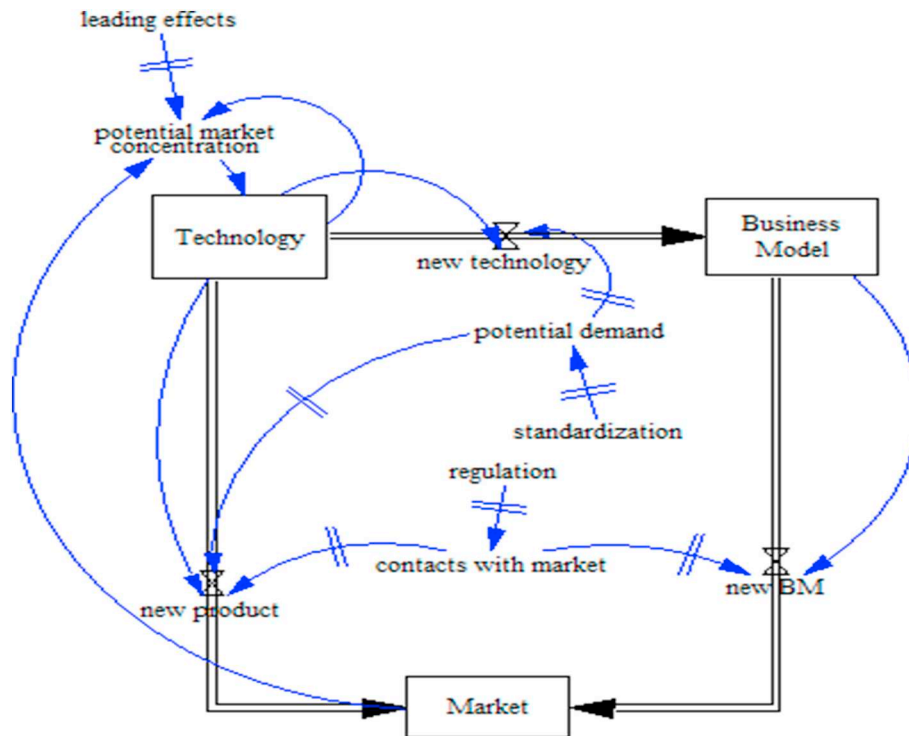 leading effects
potential market
concentration
Technology
Business
Model
new technology
potential demand
standardization
regulation
contacts with market
new product
new BM
Market